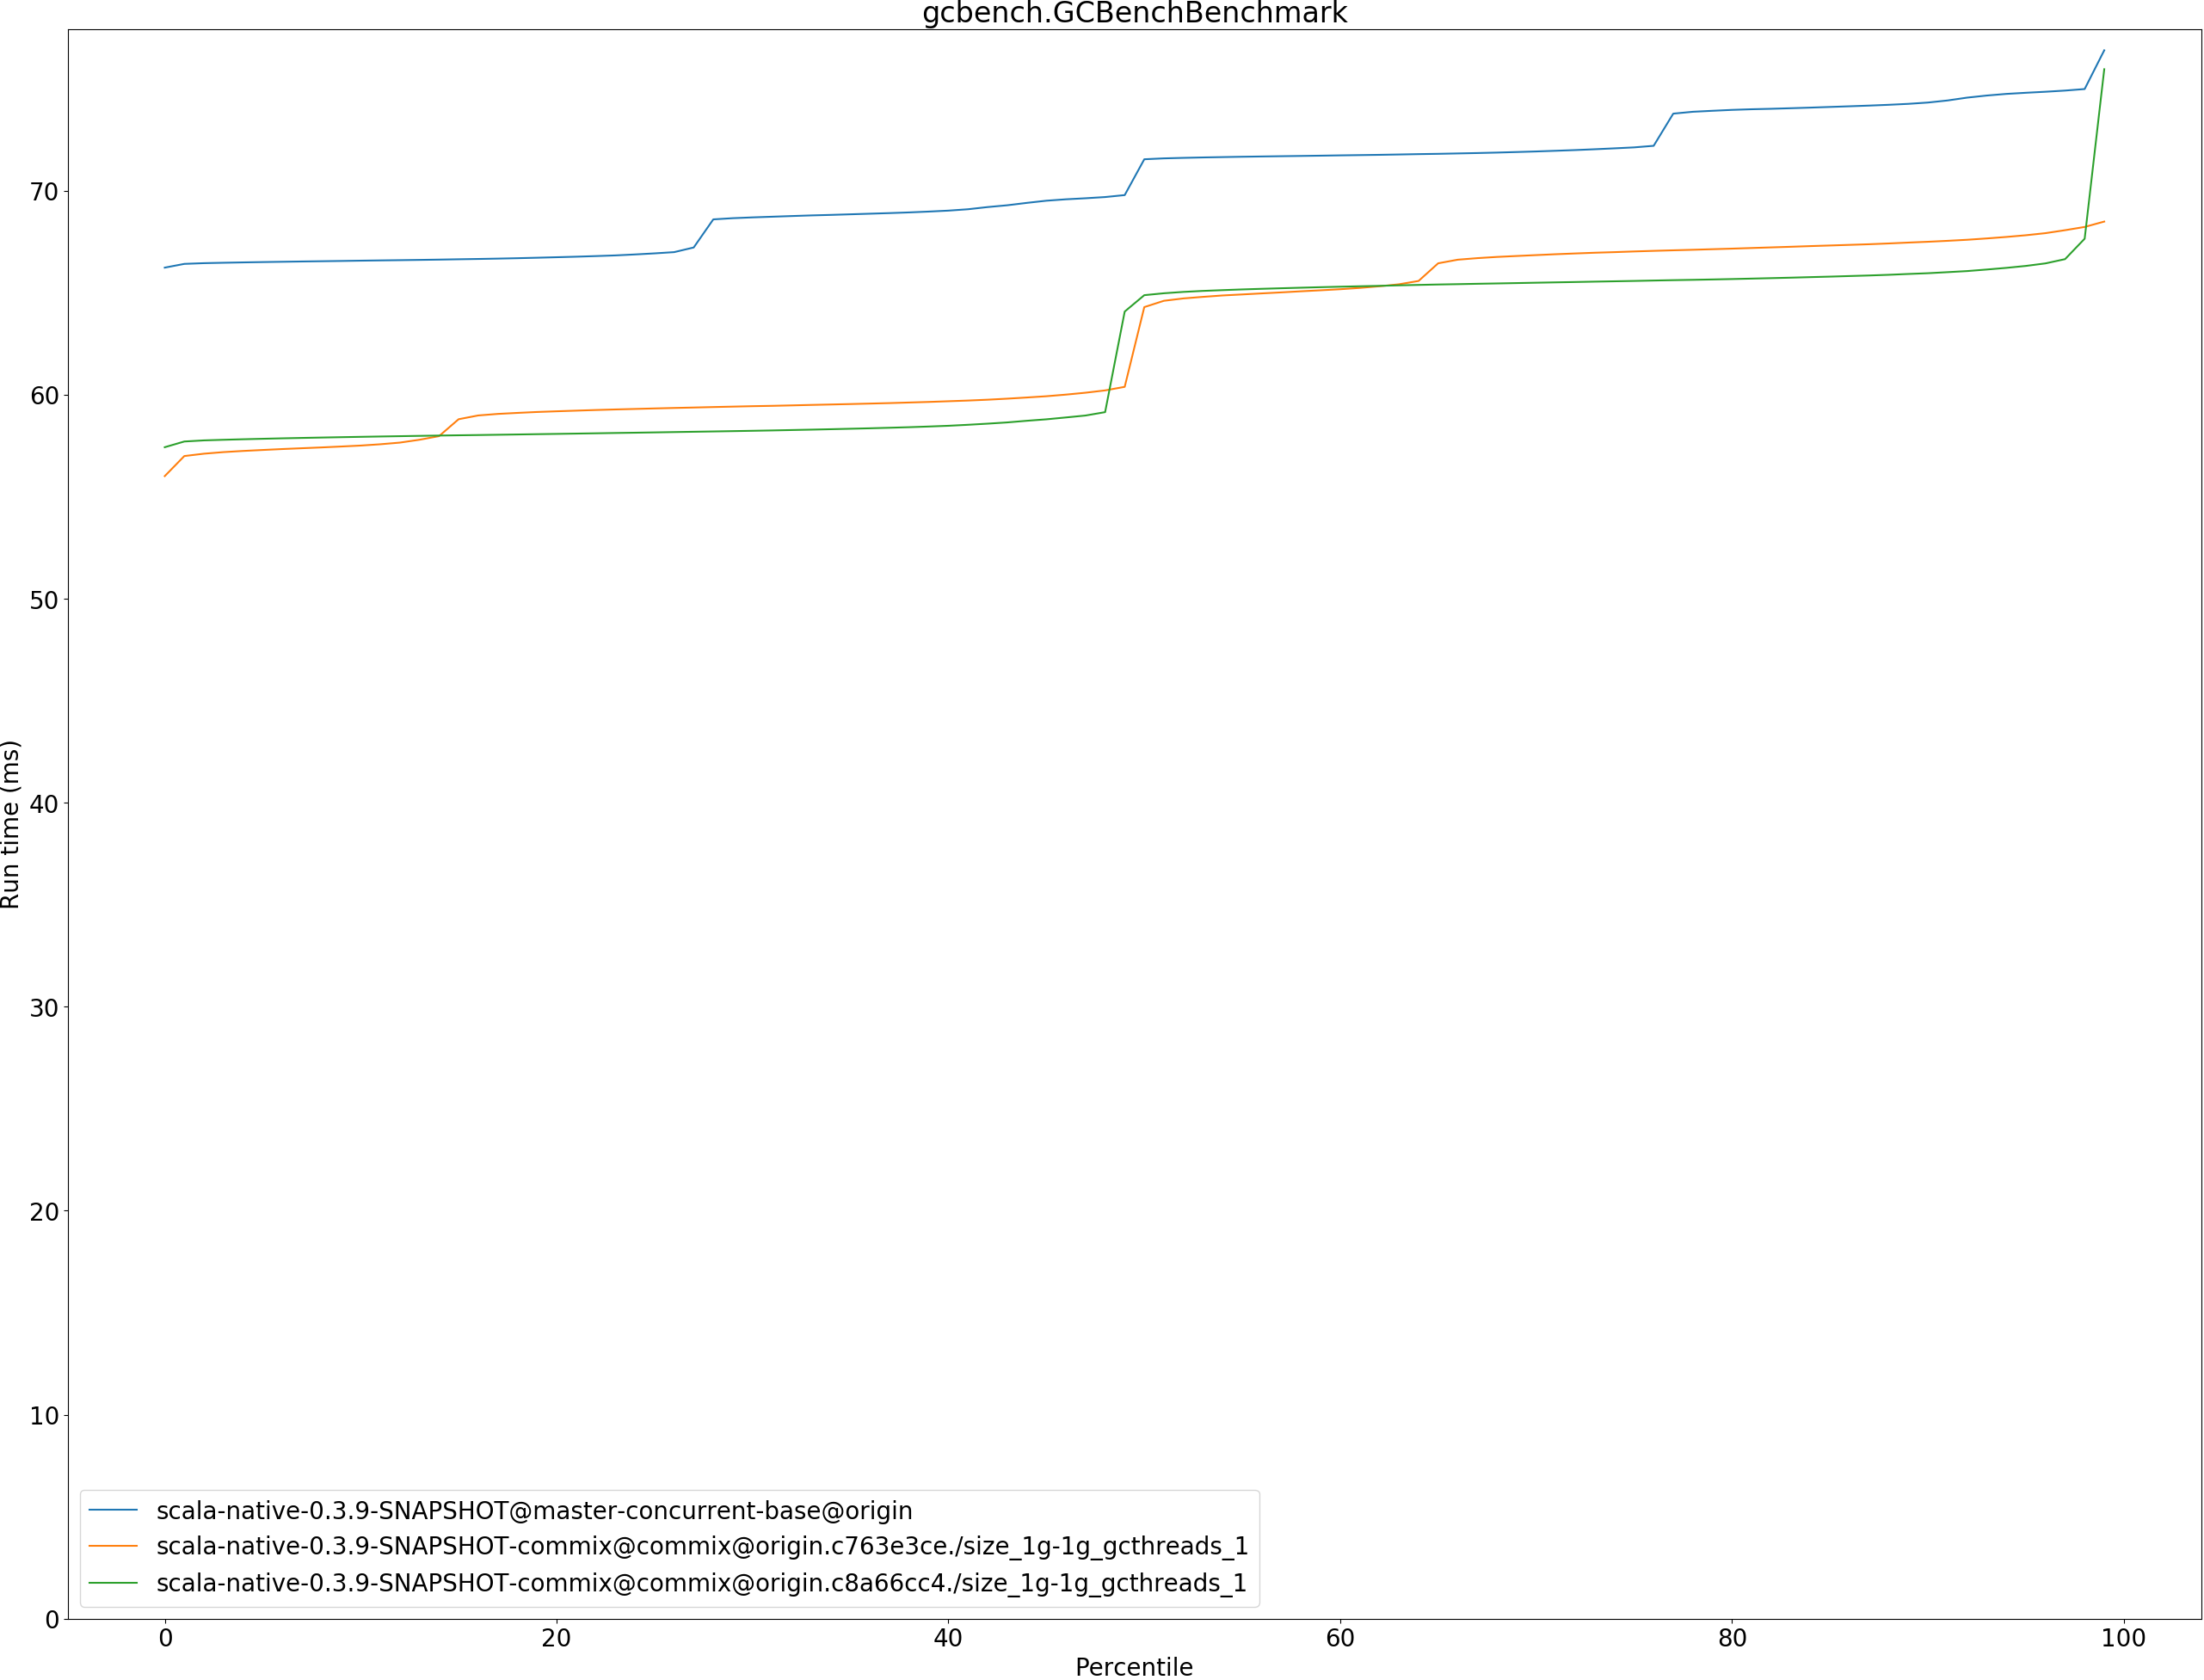 gcbench.GCBenchBenchmark
70
60
50
40
30
20
10
0
Run time (ms)
scala-native-0.3.9-SNAPSHOT@master-concurrent-base@origin
scala-native-0.3.9-SNAPSHOT-commix@commix@origin.c763e3ce./size_1g-1g_gcthreads_1
scala-native-0.3.9-SNAPSHOT-commix@commix@origin.c8a66cc4./size_1g-1g_gcthreads_1
0 20 40 60 80 100
Percentile